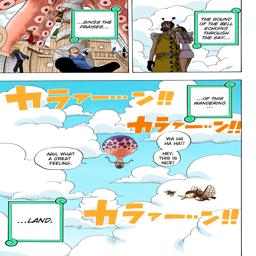 THE SOUND
OF THE BELL
ECHOING
THROUGH
THE SKY...
...SINGS THE
PRAISES...
カラァーーン!!
...OF THIS
WANDERING
...
カラァーーン!!
WA HA
HA HA!!
HEY,
THIS IS
NICE!
AAH, WHAT
A GREAT
FEELING.
カラァーーン!!
...LAND.